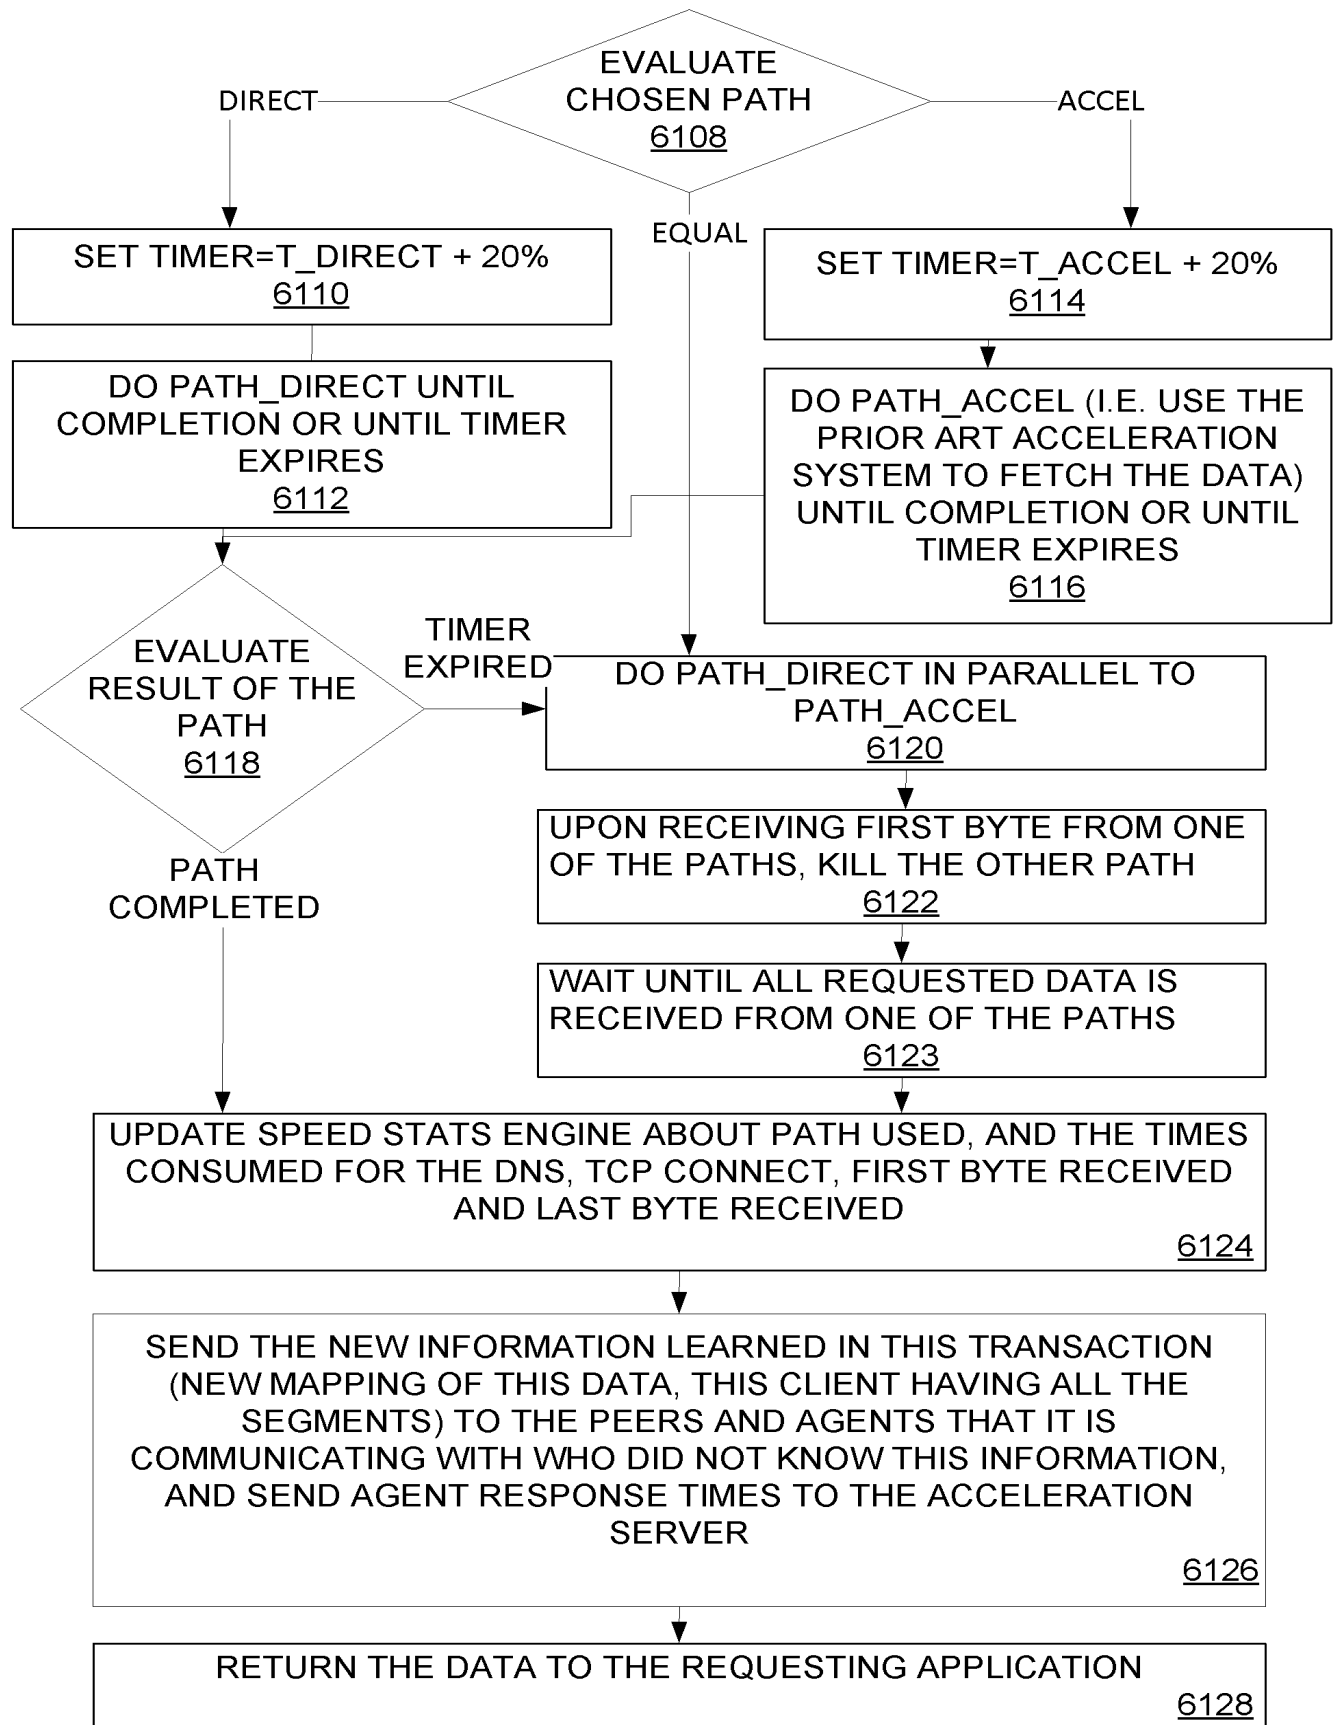 EVALUATE
CHOSEN PATH
6108
DIRECT
ACCEL
EQUAL
SET TIMER=T_DIRECT + 20%
6110
SET TIMER=T_ACCEL + 20%
6114
DO PATH_DIRECT UNTIL
COMPLETION OR UNTIL TIMER
EXPIRES
6112
DO PATH_ACCEL (I.E. USE THE
PRIOR ART ACCELERATION
SYSTEM TO FETCH THE DATA)
UNTIL COMPLETION OR UNTIL
TIMER EXPIRES
6116
EVALUATE
RESULT OF THE
PATH
6118
TIMER
EXPIRED
DO PATH_DIRECT IN PARALLEL TO
PATH_ACCEL
6120
UPON RECEIVING FIRST BYTE FROM ONE
OF THE PATHS, KILL THE OTHER PATH
6122
PATH
COMPLETED
WAIT UNTIL ALL REQUESTED DATA IS
RECEIVED FROM ONE OF THE PATHS
6123
UPDATE SPEED STATS ENGINE ABOUT PATH USED, AND THE TIMES
CONSUMED FOR THE DNS, TCP CONNECT, FIRST BYTE RECEIVED
AND LAST BYTE RECEIVED
6124
SEND THE NEW INFORMATION LEARNED IN THIS TRANSACTION
(NEW MAPPING OF THIS DATA, THIS CLIENT HAVING ALL THE
SEGMENTS) TO THE PEERS AND AGENTS THAT IT IS
COMMUNICATING WITH WHO DID NOT KNOW THIS INFORMATION,
AND SEND AGENT RESPONSE TIMES TO THE ACCELERATION
SERVER
6126
RETURN THE DATA TO THE REQUESTING APPLICATION
6128